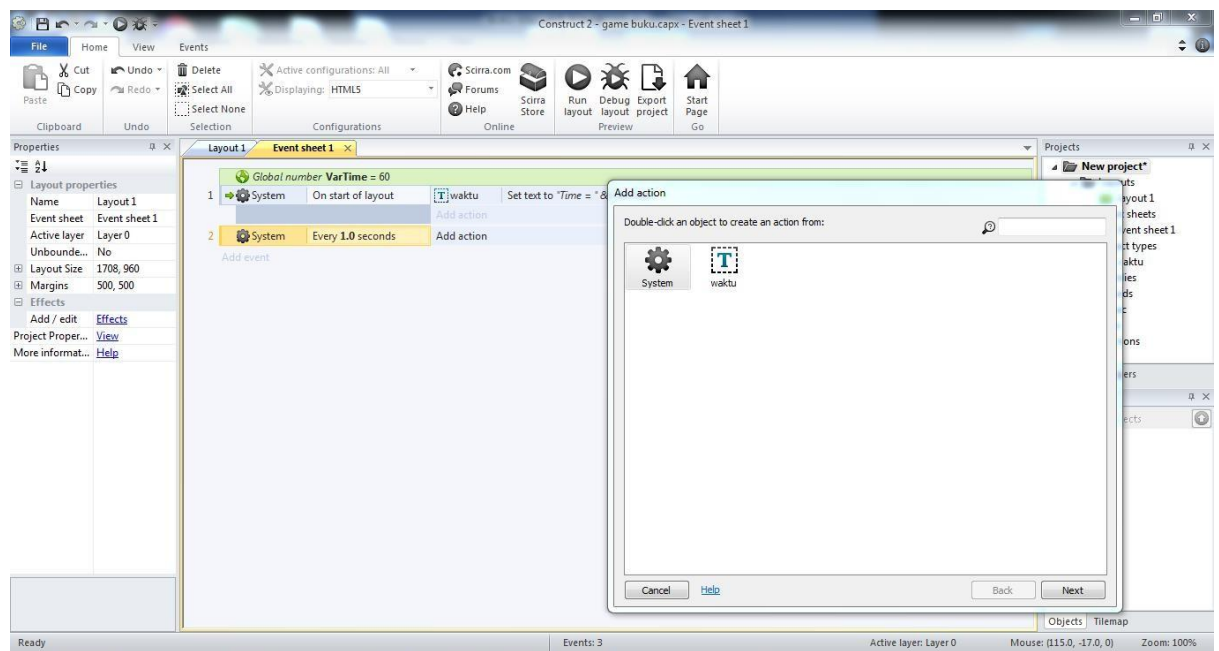 Construct 2 - game buku.capx - Event sheet 1
File Home View Events
Paste
Cut
Copy
Clipboard
Undo
Redo
Undo
Delete
Select All
Select None
Selection
Active configurations: All
Displaying: HTML5
Configurations
Scirra.com
Forums
Help
Scirra Store
Online
Run layout
Debug layout
Export project
Preview
Start Page
Go
Properties
Layout properties
Name Layout 1
Event sheet Event sheet 1
Active layer Layer 0
Unbounde... No
Layout Size 1708, 960
Margins 500, 500
Effects
Add / edit Effects
Project Proper... View
More informat... Help
Layout 1 Event sheet 1
Global number VarTime = 60
1 System On start of layout T waktu Set text to "Time = " &
Add action
2 System Every 1.0 seconds Add action
Add event
Add action
Double-click an object to create an action from:
System
T
waktu
Cancel Help Back Next
Projects
New project*
uts
ayout 1
sheets
vent sheet 1
ct types
aktu
ies
ds
ons
ers
ects
Objects Tilemap
Ready Events: 3 Active layer: Layer 0 Mouse: (115.0, -17.0, 0) Zoom: 100%